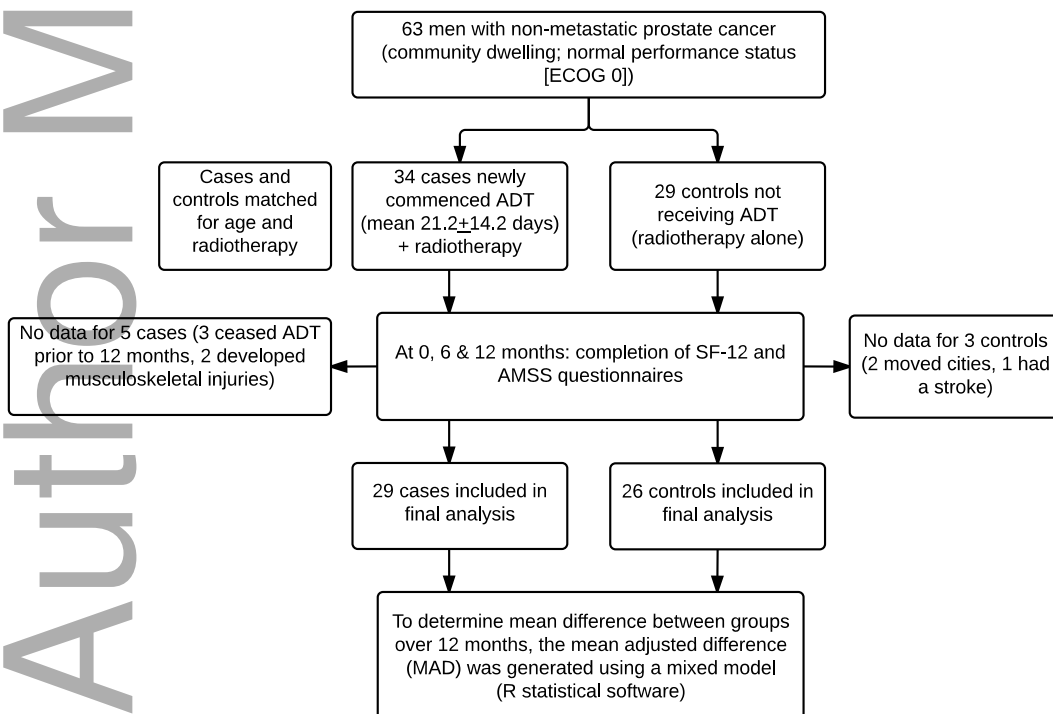 63 men with non-metastatic prostate cancer
(community dwelling; normal performance status
[ECOG 0])
Cases and
controls matched
for age and
radiotherapy
34 cases newly
commenced ADT
(mean 21.2+14.2 days)
+ radiotherapy
29 controls not
receiving ADT
(radiotherapy alone)
No data for 5 cases (3 ceased ADT
prior to 12 months, 2 developed
musculoskeletal injuries)
At 0, 6 & 12 months: completion of SF-12 and
AMSS questionnaires
No data for 3 controls
(2 moved cities, 1 had
a stroke)
29 cases included in
final analysis
26 controls included in
final analysis
To determine mean difference between groups
over 12 months, the mean adjusted difference
(MAD) was generated using a mixed model
(R statistical software)
Author M